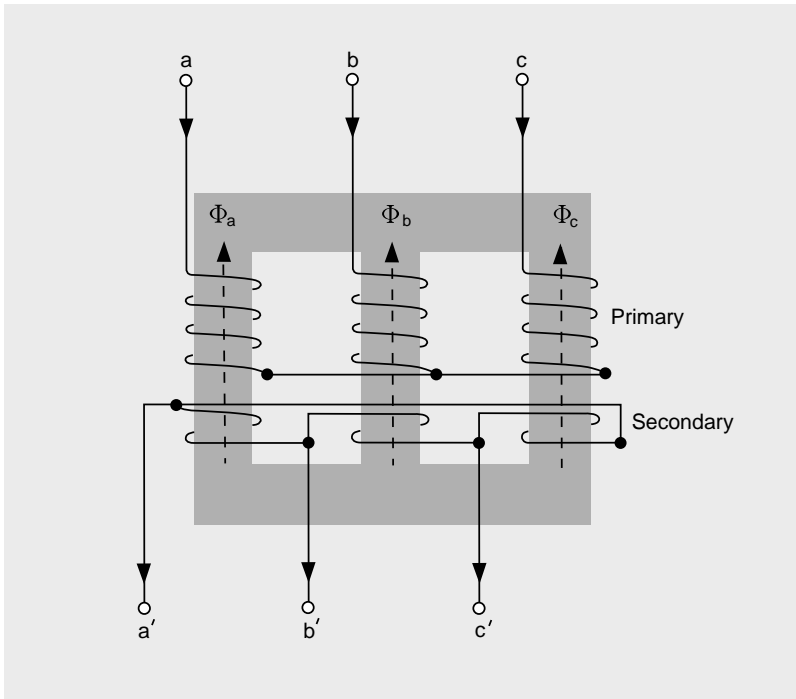 a b c
Φa Φb Φc
Primary
Secondary
a′ b′ c′